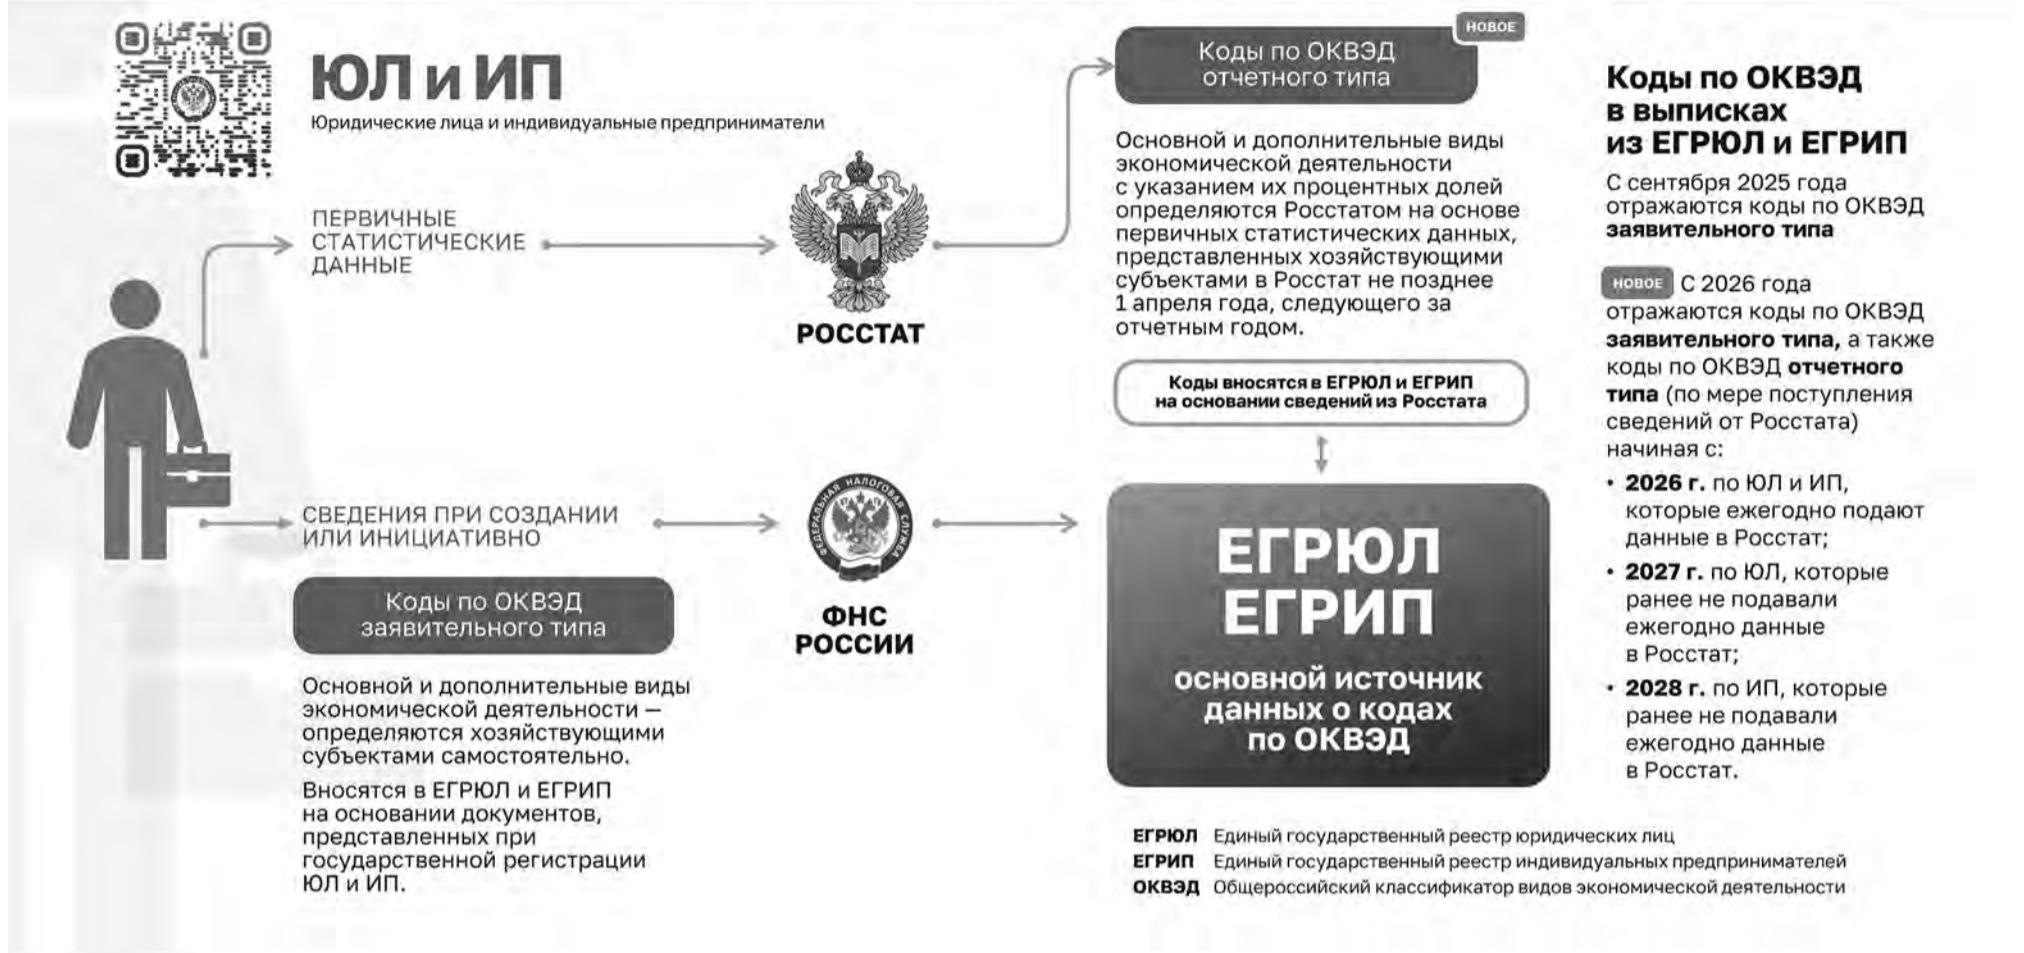 ЮЛ и ИП
Юридические лица и индивидуальные предприниматели
ПЕРВИЧНЫЕ
СТАТИСТИЧЕСКИЕ
ДАННЫЕ
РОССТАТ
НОВОЕ
Коды по ОКВЭД
отчетного типа
Основной и дополнительные виды
экономической деятельности
с указанием их процентных долей
определяются Росстатом на основе
первичных статистических данных,
представленных хозяйствующими
субъектами в Росстат не позднее
1 апреля года, следующего за
отчетным годом.
Коды вносятся в ЕГРЮЛ и ЕГРИП
на основании сведений из Росстата
СВЕДЕНИЯ ПРИ СОЗДАНИИ
ИЛИ ИНИЦИАТИВНО
Коды по ОКВЭД
заявительного типа
Основной и дополнительные виды
экономической деятельности —
определяются хозяйствующими
субъектами самостоятельно.
Вносятся в ЕГРЮЛ и ЕГРИП
на основании документов,
представленных при
государственной регистрации
ЮЛ и ИП.
ФЕДЕРАЛЬНАЯ НАЛОГОВАЯ СЛУЖБА
ФНС
РОССИИ
ЕГРЮЛ
ЕГРИП
основной источник
данных о кодах
по ОКВЭД
ЕГРЮЛ Единый государственный реестр юридических лиц
ЕГРИП Единый государственный реестр индивидуальных предпринимателей
ОКВЭД Общероссийский классификатор видов экономической деятельности
Коды по ОКВЭД
в выписках
из ЕГРЮЛ и ЕГРИП
С сентября 2025 года
отражаются коды по ОКВЭД
заявительного типа
НОВОЕ С 2026 года
отражаются коды по ОКВЭД
заявительного типа, а также
коды по ОКВЭД отчетного
типа (по мере поступления
сведений от Росстата)
начиная с:
• 2026 г. по ЮЛ и ИП,
которые ежегодно подают
данные в Росстат;
• 2027 г. по ЮЛ, которые
ранее не подавали
ежегодно данные
в Росстат;
• 2028 г. по ИП, которые
ранее не подавали
ежегодно данные
в Росстат.